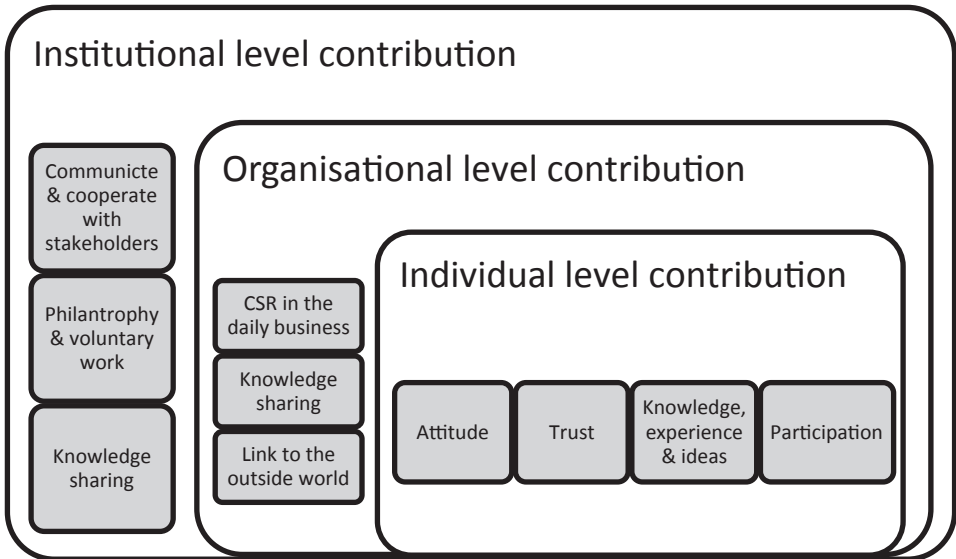 Institutional level contribution
Communicte
& cooperate
with
stakeholders
Philantrophy
& voluntary
work
Knowledge
sharing
Organisational level contribution
CSR in the
daily business
Knowledge
sharing
Link to the
outside world
Individual level contribution
Attitude
Trust
Knowledge,
experience
& ideas
Participation